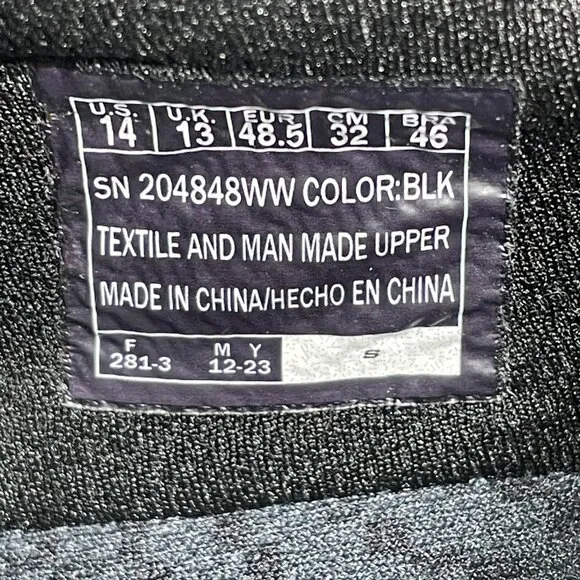 U.S. U.K. EUR CM BRA
14 13 48.5 32 46
SN 204848WW COLOR:BLK
TEXTILE AND MAN MADE UPPER
MADE IN CHINA/HECHO EN CHINA
F M Y S
281-3 12-23